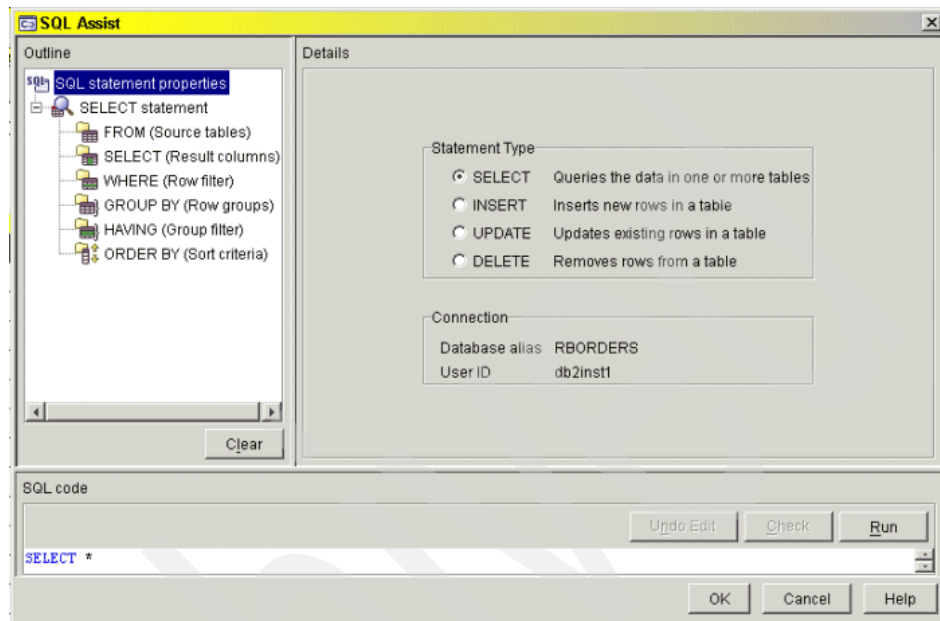 SQL Assist
Outline
SQL statement properties
SELECT statement
FROM (Source tables)
SELECT (Result columns)
WHERE (Row filter)
GROUP BY (Row groups)
HAVING (Group filter)
ORDER BY (Sort criteria)
Clear
Details
Statement Type
SELECT Queries the data in one or more tables
INSERT Inserts new rows in a table
UPDATE Updates existing rows in a table
DELETE Removes rows from a table
Connection
Database alias RBORDERS
User ID db2inst1
SQL code
Undo Edit Check Run
SELECT *
OK Cancel Help